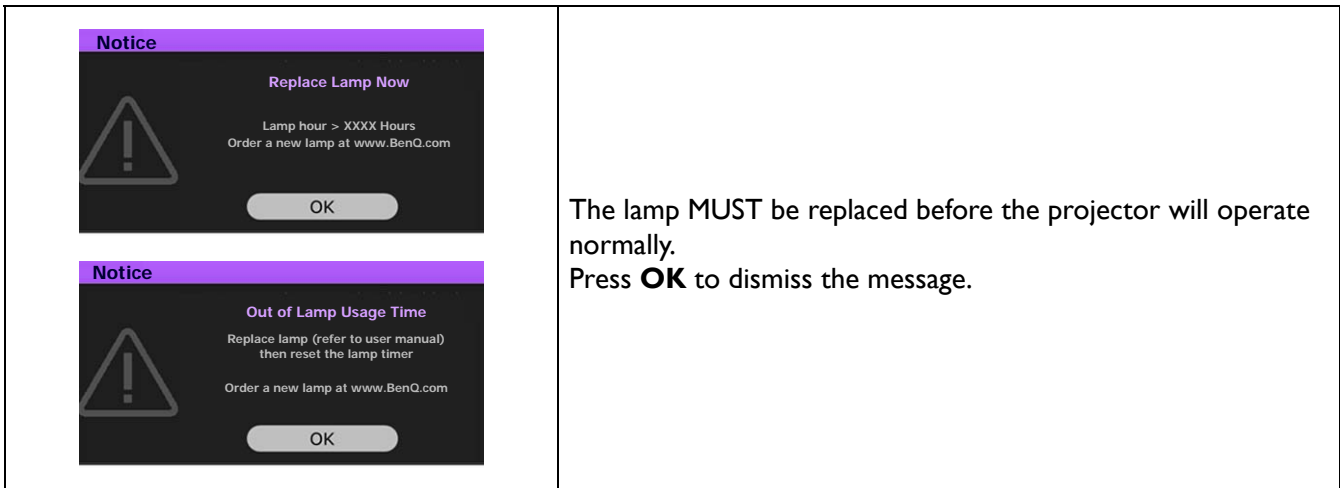 Notice
Replace Lamp Now
Lamp hour > XXXX Hours
Order a new lamp at www.BenQ.com
OK
Notice
Out of Lamp Usage Time
Replace lamp (refer to user manual)
then reset the lamp timer
Order a new lamp at www.BenQ.com
OK
The lamp MUST be replaced before the projector will operate
normally.
Press OK to dismiss the message.